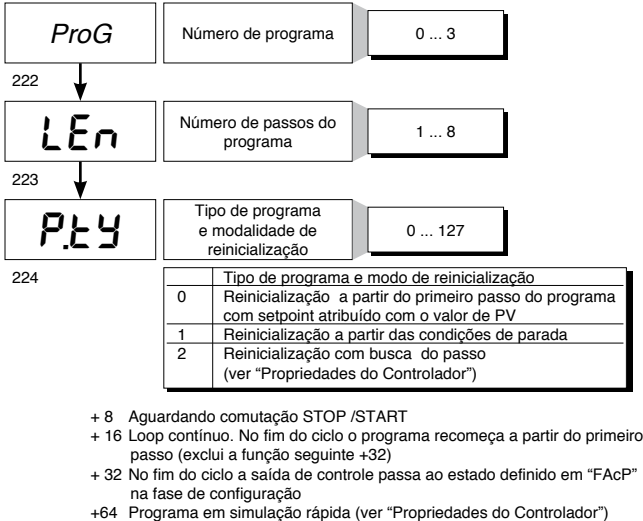 ProG
Número de programa
0 ... 3
222
LEn
Número de passos do
programa
1 ... 8
223
P.tY
Tipo de programa
e modalidade de
reinicialização
0 ... 127
224
Tipo de programa e modo de reinicialização
0 Reinicialização a partir do primeiro passo do programa
com setpoint atribuído com o valor de PV
1 Reinicialização a partir das condições de parada
2 Reinicialização com busca do passo
(ver “Propriedades do Controlador”)
+ 8 Aguardando comutação STOP /START
+ 16 Loop contínuo. No fim do ciclo o programa recomeça a partir do primeiro
passo (exclui a função seguinte +32)
+ 32 No fim do ciclo a saída de controle passa ao estado definido em “FAcP”
na fase de configuração
+64 Programa em simulação rápida (ver “Propriedades do Controlador”)